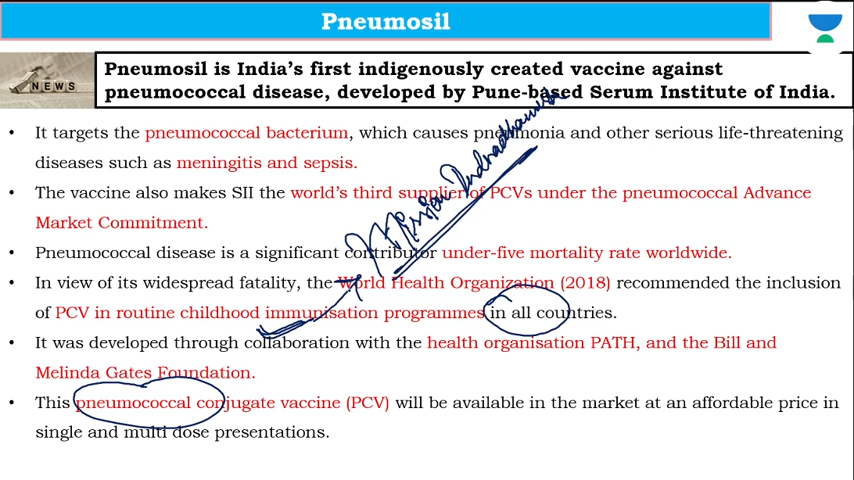 Pneumosil
NEWS
Pneumosil is India's first indigenously created vaccine against
pneumococcal disease, developed by Pune-based Serum Institute of India.
• It targets the pneumococcal bacterium, which causes pneumonia and other serious life-threatening
diseases such as meningitis and sepsis.
• The vaccine also makes SII the world's third supplier of PCVs under the pneumococcal Advance
Market Commitment.
• Pneumococcal disease is a significant contributor to under-five mortality rate worldwide.
• In view of its widespread fatality, the World Health Organization (2018) recommended the inclusion
of PCV in routine childhood immunisation programmes in all countries.
• It was developed through collaboration with the health organisation PATH, and the Bill and
Melinda Gates Foundation.
• This pneumococcal conjugate vaccine (PCV) will be available in the market at an affordable price in
single and multi dose presentations.
Mission Indradhanush